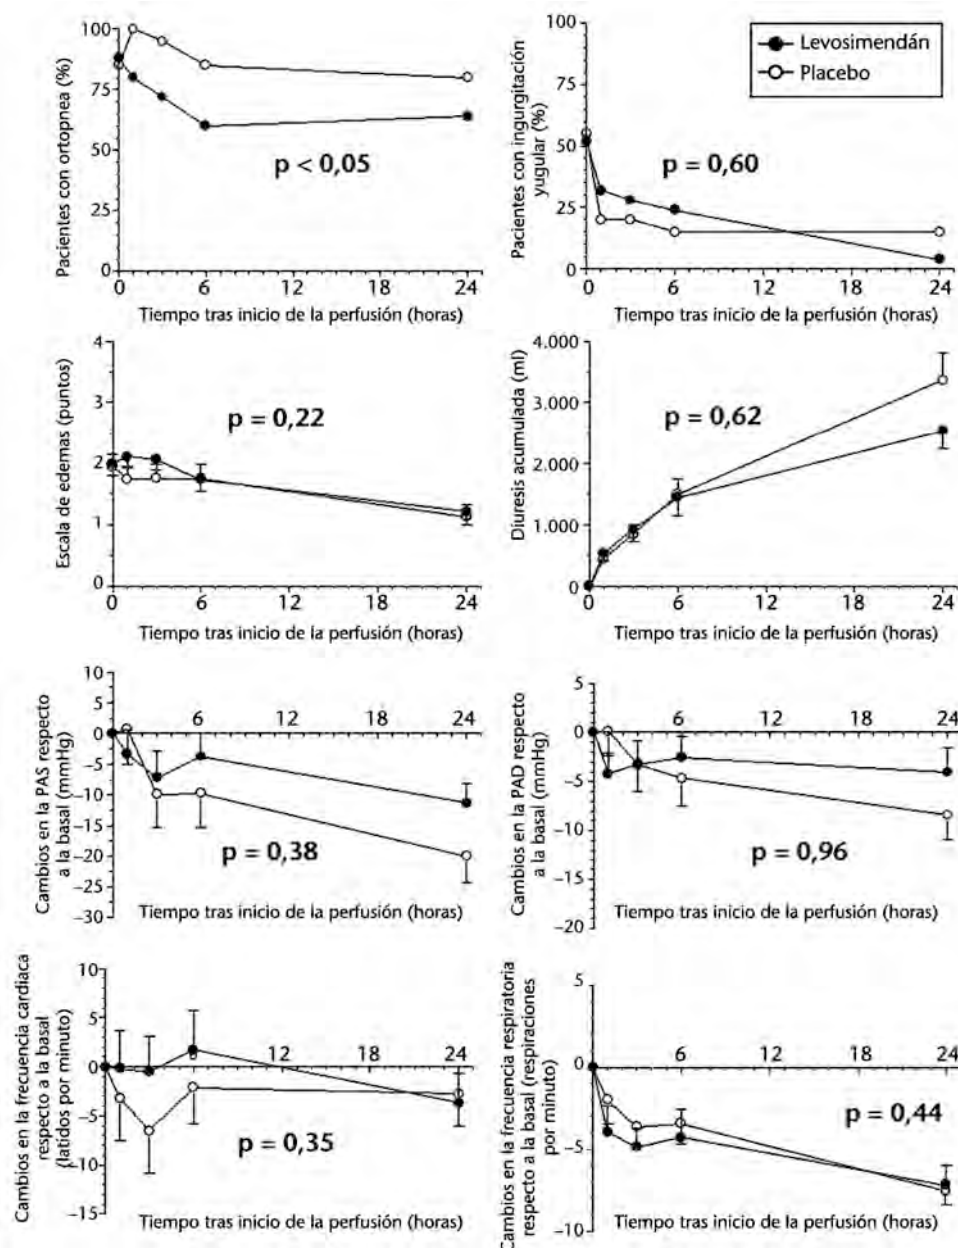 Pacientes con ortopnea (%)
100
75
50
25
0
p < 0,05
0 6 12 18 24
Tiempo tras inicio de la perfusión (horas)
Pacientes con ingurgitación
yugular (%)
100
75
50
25
0
Levosimendán
Placebo
p = 0,60
0 6 12 18 24
Tiempo tras inicio de la perfusión (horas)
Escala de edemas (puntos)
4
3
2
1
0
p = 0,22
0 6 12 18 24
Tiempo tras inicio de la perfusión (horas)
Diuresis acumulada (ml)
4.000
3.000
2.000
1.000
0
p = 0,62
0 6 12 18 24
Tiempo tras inicio de la perfusión (horas)
Cambios en la PAS respecto
a la basal (mmHg)
10
5
0
–5
–10
–15
–20
–25
–30
6 12 18 24
p = 0,38
Tiempo tras inicio de la perfusión (horas)
Cambios en la PAD respecto
a la basal (mmHg)
5
0
–5
–10
–15
–20
6 12 18 24
p = 0,96
Tiempo tras inicio de la perfusión (horas)
Cambios en la frecuencia cardiaca
respecto a la basal
(latidos por minuto)
10
5
0
–5
–10
–15
6 12 18 24
p = 0,35
Tiempo tras inicio de la perfusión (horas)
Cambios en la frecuencia respiratoria
respecto a la basal (respiraciones
por minuto)
5
0
–5
–10
6 12 18 24
p = 0,44
Tiempo tras inicio de la perfusión (horas)